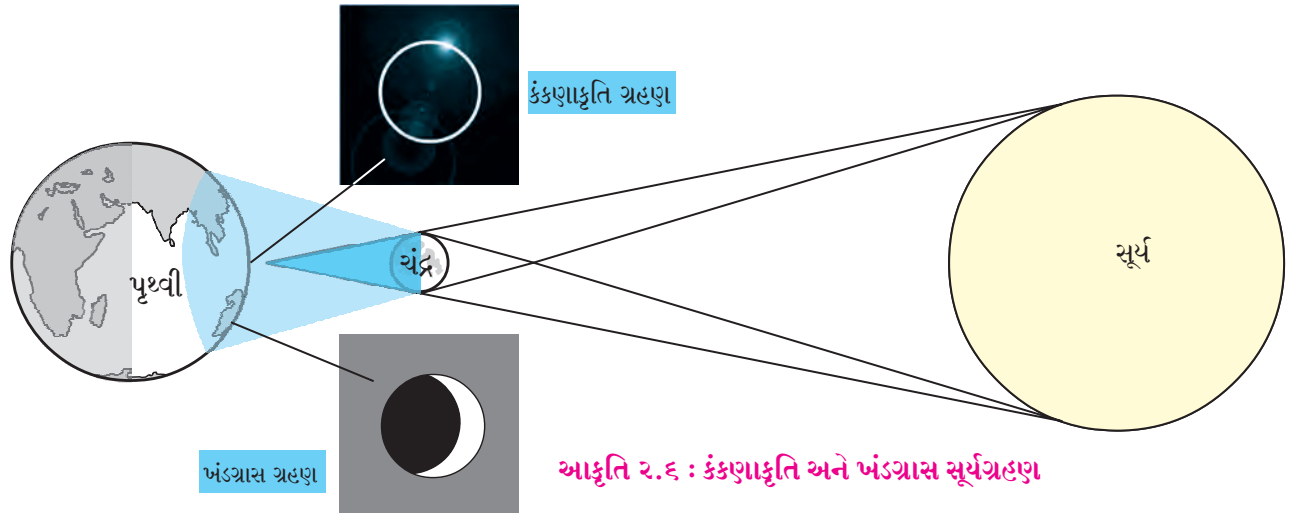 કંકણાકૃતિ ગ્રહણ
પૃથ્વી
ચંદ્ર
સૂર્ય
ખંડગ્રાસ ગ્રહણ
આકૃતિ ૨.૬ : કંકણાકૃતિ અને ખંડગ્રાસ સૂર્યગ્રહણ